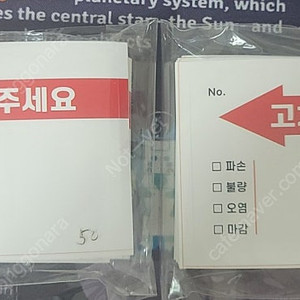 planetary system, which
es the central star, the Sun, and
주세요
50
No.
고
□ 파손
□ 불량
□ 오염
□ 마감